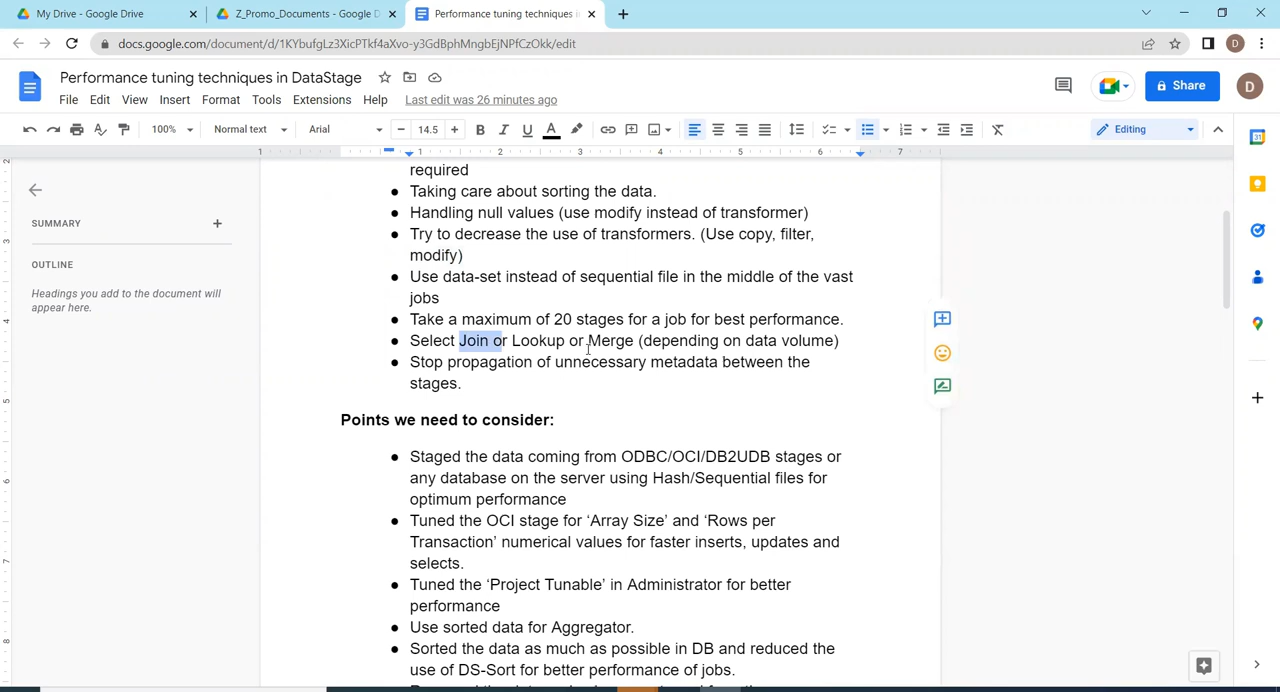 My Drive - Google Drive
Z_Promo_Documents - Google D
Performance tuning techniques in
docs.google.com/document/d/1KYbufgLz3XicPTkf4aXvo-y3GdBphMngbEjNPfCzOkk/edit
D
Performance tuning techniques in DataStage
File Edit View Insert Format Tools Extensions Help Last edit was 26 minutes ago
Share
D
100% Normal text Arial 14.5 B I U A Editing
1 1 2 3 4 5 6 7
SUMMARY
OUTLINE
Headings you add to the document will
appear here.
required
● Taking care about sorting the data.
● Handling null values (use modify instead of transformer)
● Try to decrease the use of transformers. (Use copy, filter,
modify)
● Use data-set instead of sequential file in the middle of the vast
jobs
● Take a maximum of 20 stages for a job for best performance.
● Select Join or Lookup or Merge (depending on data volume)
● Stop propagation of unnecessary metadata between the
stages.
Points we need to consider:
● Staged the data coming from ODBC/OCI/DB2UDB stages or
any database on the server using Hash/Sequential files for
optimum performance
● Tuned the OCI stage for ‘Array Size’ and ‘Rows per
Transaction’ numerical values for faster inserts, updates and
selects.
● Tuned the ‘Project Tunable’ in Administrator for better
performance
● Use sorted data for Aggregator.
● Sorted the data as much as possible in DB and reduced the
use of DS-Sort for better performance of jobs.